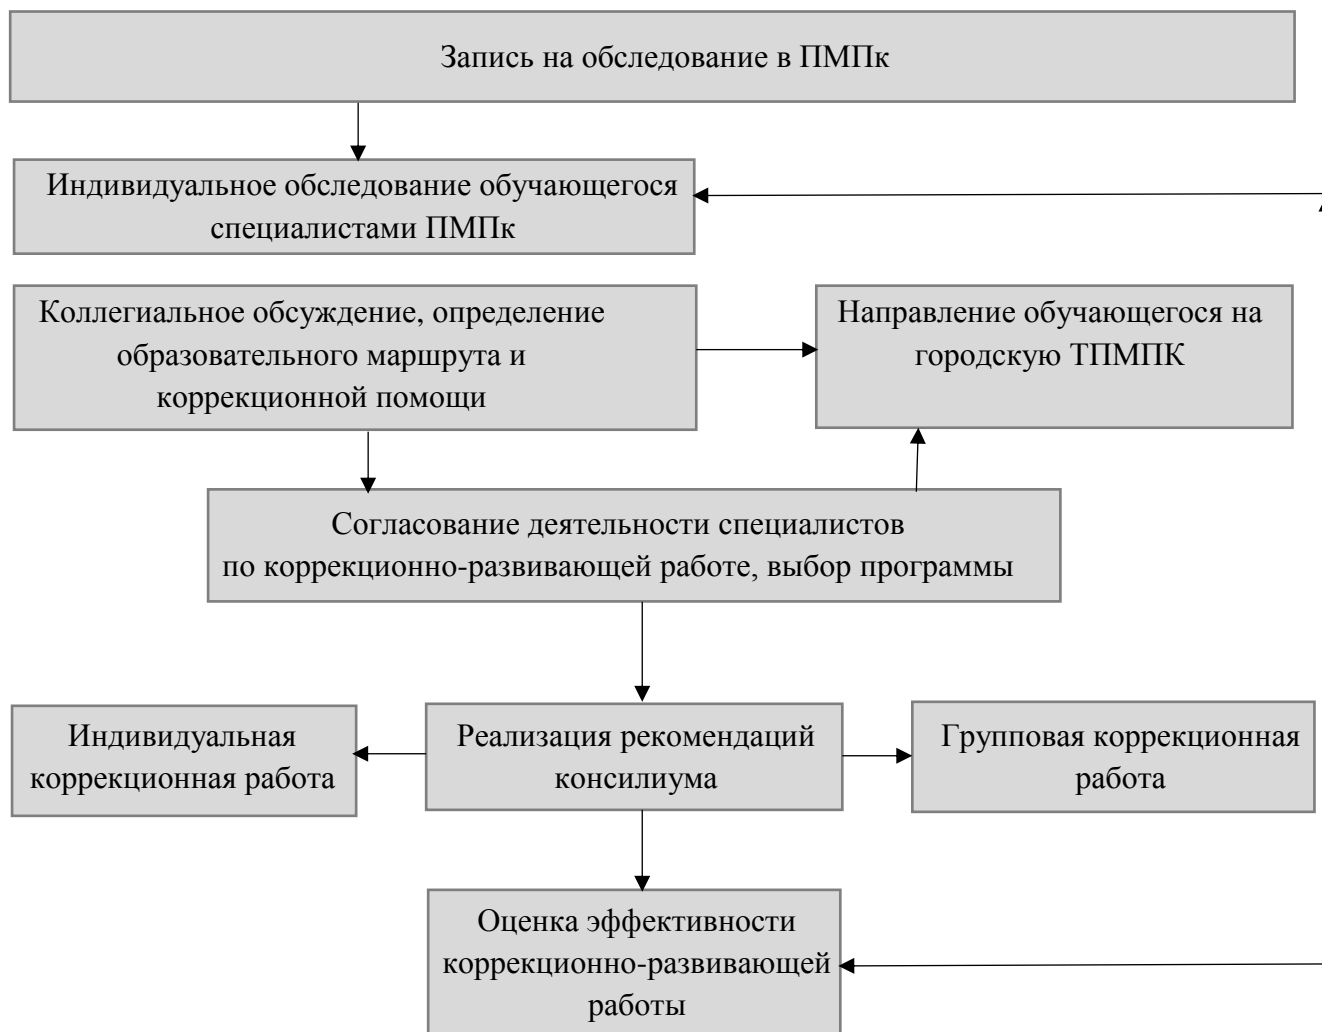 Запись на обследование в ПМПк
Индивидуальное обследование обучающегося
специалистами ПМПк
Коллегиальное обсуждение, определение
образовательного маршрута и
коррекционной помощи
Направление обучающегося на
городскую ТПМПК
Согласование деятельности специалистов
по коррекционно-развивающей работе, выбор программы
Индивидуальная
коррекционная работа
Реализация рекомендаций
консилиума
Групповая коррекционная
работа
Оценка эффективности
коррекционно-развивающей
работы